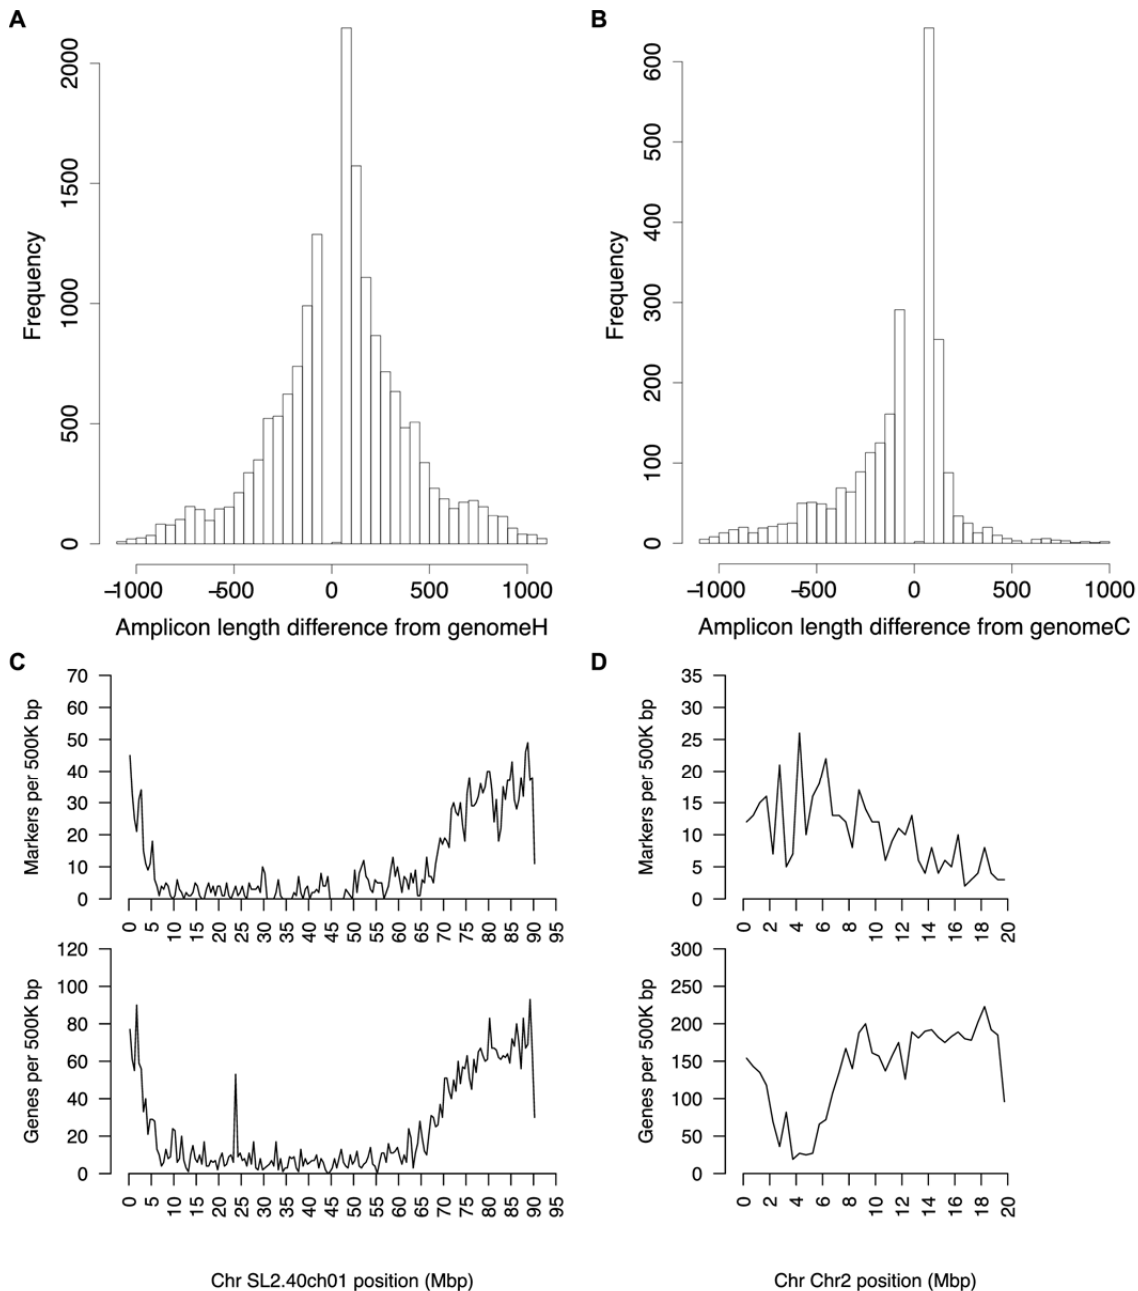 A
Frequency
0
500
1000
1500
2000
−1000
−500
0
500
1000
Amplicon length difference from genomeH
B
Frequency
0
100
200
300
400
500
600
−1000
−500
0
500
1000
Amplicon length difference from genomeC
C
Markers per 500K bp
70
60
50
40
30
20
10
0
0 5 10 15 20 25 30 35 40 45 50 55 60 65 70 75 80 85 90 95
Genes per 500K bp
120
100
80
60
40
20
0
0 5 10 15 20 25 30 35 40 45 50 55 60 65 70 75 80 85 90 95
Chr SL2.40ch01 position (Mbp)
D
Markers per 500K bp
35
30
25
20
15
10
5
0
0 2 4 6 8 10 12 14 16 18 20
Genes per 500K bp
300
250
200
150
100
50
0
0 2 4 6 8 10 12 14 16 18 20
Chr Chr2 position (Mbp)